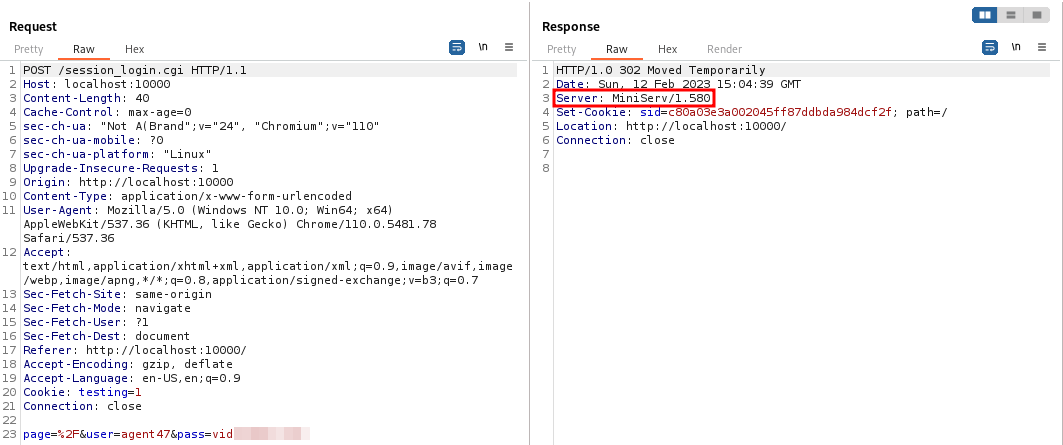 Request
Pretty Raw Hex
\n
1 POST /session_login.cgi HTTP/1.1
2 Host: localhost:10000
3 Content-Length: 40
4 Cache-Control: max-age=0
5 sec-ch-ua: "Not A(Brand";v="24", "Chromium";v="110"
6 sec-ch-ua-mobile: ?0
7 sec-ch-ua-platform: "Linux"
8 Upgrade-Insecure-Requests: 1
9 Origin: http://localhost:10000
10 Content-Type: application/x-www-form-urlencoded
11 User-Agent: Mozilla/5.0 (Windows NT 10.0; Win64; x64)
AppleWebKit/537.36 (KHTML, like Gecko) Chrome/110.0.5481.78
Safari/537.36
12 Accept:
text/html,application/xhtml+xml,application/xml;q=0.9,image/avif,image
/webp,image/apng,*/*;q=0.8,application/signed-exchange;v=b3;q=0.7
13 Sec-Fetch-Site: same-origin
14 Sec-Fetch-Mode: navigate
15 Sec-Fetch-User: ?1
16 Sec-Fetch-Dest: document
17 Referer: http://localhost:10000/
18 Accept-Encoding: gzip, deflate
19 Accept-Language: en-US,en;q=0.9
20 Cookie: testing=1
21 Connection: close
22
23 page=%2F&user=agent47&pass=vid
Response
Pretty Raw Hex Render
\n
1 HTTP/1.0 302 Moved Temporarily
2 Date: Sun, 12 Feb 2023 15:04:39 GMT
3 Server: MiniServ/1.580
4 Set-Cookie: sid=c80a03e3a002045ff87ddbda984dcf2f; path=/
5 Location: http://localhost:10000/
6 Connection: close
7
8